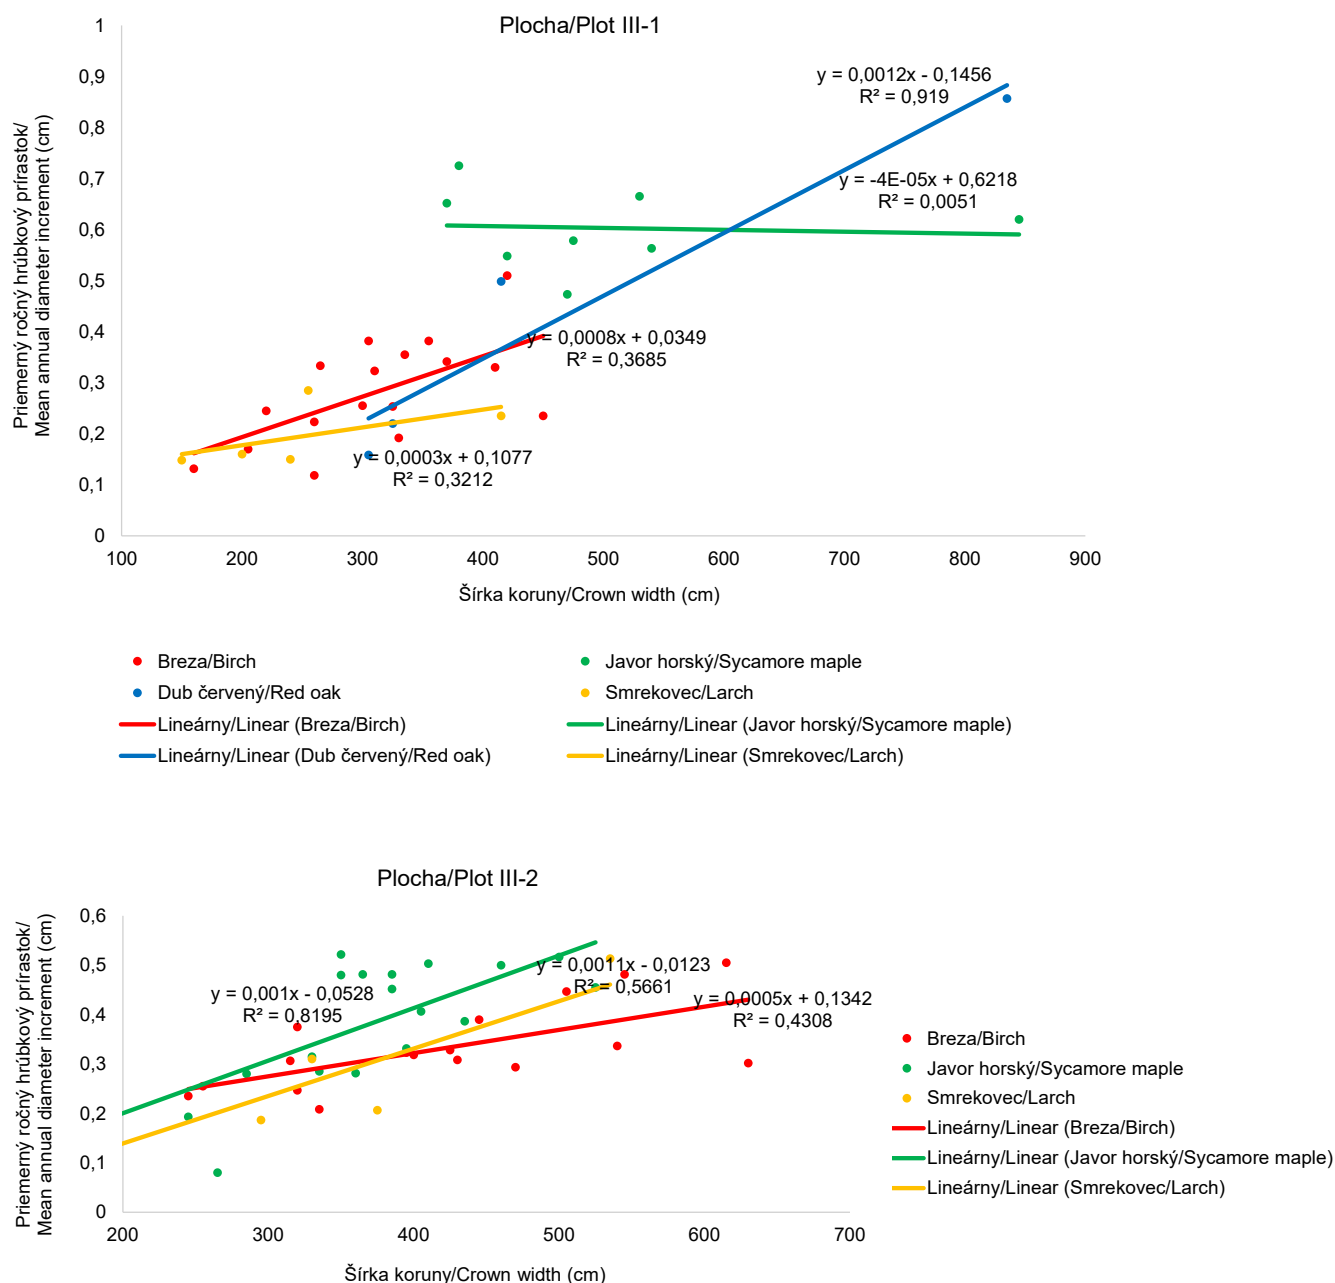 Plocha/Plot III-1
Priemerný ročný hrúbkový prírastok/
Mean annual diameter increment (cm)
1
0,9
0,8
0,7
0,6
0,5
0,4
0,3
0,2
0,1
0
y = 0,0012x - 0,1456
R² = 0,919
y = -4E-05x + 0,6218
R² = 0,0051
y = 0,0008x + 0,0349
R² = 0,3685
y = 0,0003x + 0,1077
R² = 0,3212
100 200 300 400 500 600 700 800 900
Šírka koruny/Crown width (cm)
Breza/Birch
Javor horský/Sycamore maple
Dub červený/Red oak
Smrekovec/Larch
Lineárny/Linear (Breza/Birch)
Lineárny/Linear (Javor horský/Sycamore maple)
Lineárny/Linear (Dub červený/Red oak)
Lineárny/Linear (Smrekovec/Larch)
Plocha/Plot III-2
Priemerný ročný hrúbkový prírastok/
Mean annual diameter increment (cm)
0,6
0,5
0,4
0,3
0,2
0,1
0
y = 0,001x - 0,0528
R² = 0,8195
y = 0,0011x - 0,0123
R² = 0,5661
y = 0,0005x + 0,1342
R² = 0,4308
200 300 400 500 600 700
Šírka koruny/Crown width (cm)
Breza/Birch
Javor horský/Sycamore maple
Smrekovec/Larch
Lineárny/Linear (Breza/Birch)
Lineárny/Linear (Javor horský/Sycamore maple)
Lineárny/Linear (Smrekovec/Larch)